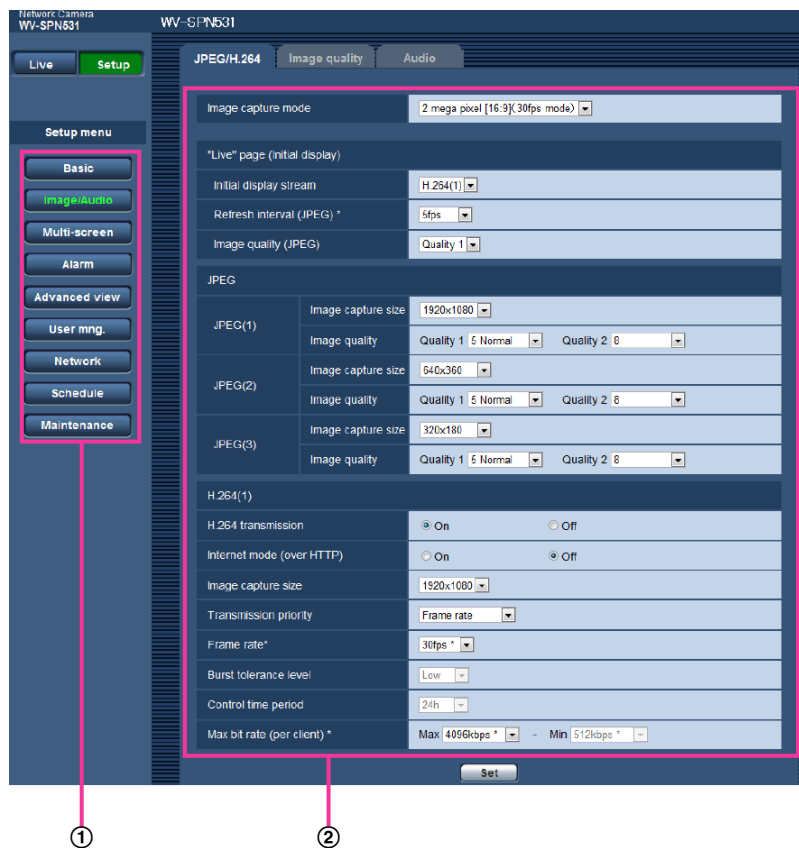 Network Camera
WV-SPN531
WV-SPN531
Live
Setup
JPEG/H.264
Image quality
Audio
Setup menu
Basic
Image/Audio
Multi-screen
Alarm
Advanced view
User mng.
Network
Schedule
Maintenance
Image capture mode 2 mega pixel [16:9](30fps mode)
"Live" page (Initial display)
Initial display stream H.264(1)
Refresh interval (JPEG) * 5fps
Image quality (JPEG) Quality 1
JPEG
JPEG(1)
Image capture size 1920x1080
Image quality Quality 1 5 Normal Quality 2 8
JPEG(2)
Image capture size 640x360
Image quality Quality 1 5 Normal Quality 2 8
JPEG(3)
Image capture size 320x180
Image quality Quality 1 5 Normal Quality 2 8
H.264(1)
H.264 transmission On Off
Internet mode (over HTTP) On Off
Image capture size 1920x1080
Transmission priority Frame rate
Frame rate* 30fps *
Burst tolerance level Low
Control time period 24h
Max bit rate (per client) * Max 4096kbps * - Min 512kbps *
Set
① ②